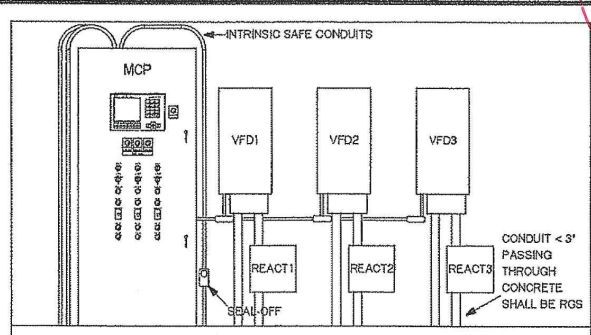 INTRINSIC SAFE CONDUITS
MCP
VFD1
VFD2
VFD3
REACT1
REACT2
REACT3
CONDUIT < 3"
PASSING
THROUGH
CONCRETE
SHALL BE RGS
SEAL-OFF